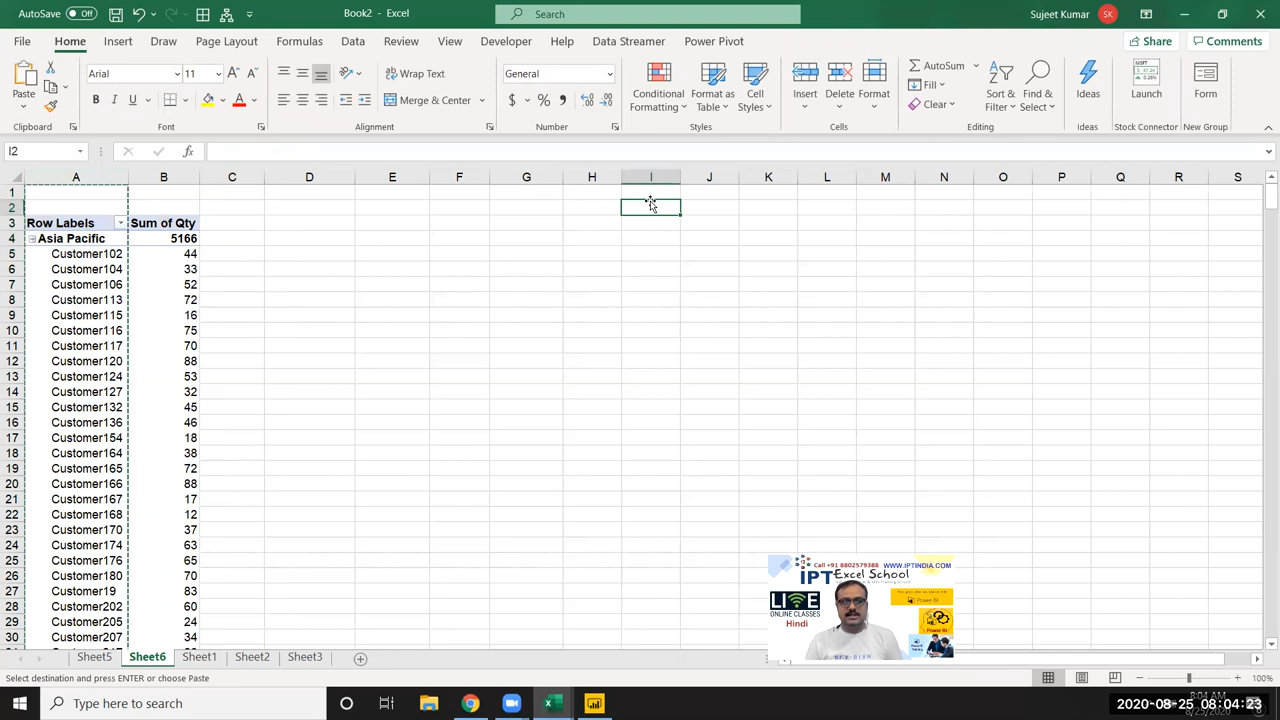 AutoSave Off Book2 - Excel Search Sujeet Kumar SK
File Home Insert Draw Page Layout Formulas Data Review View Developer Help Data Streamer Power Pivot Share Comments
Arial 11 Wrap Text General AutoSum
Paste B I U Merge & Center $ % Conditional Formatting Format as Table Cell Styles Insert Delete Format Fill Clear Sort & Filter Find & Select Ideas Launch Form
Clipboard Font Alignment Number Styles Cells Editing Ideas Stock Connector New Group
I2 fx
A B C D E F G H I J K L M N O P Q R S
1
2
3 Row Labels Sum of Qty
4 Asia Pacific 5166
5 Customer102 44
6 Customer104 33
7 Customer106 52
8 Customer113 72
9 Customer115 16
10 Customer116 75
11 Customer117 70
12 Customer120 88
13 Customer124 53
14 Customer127 32
15 Customer132 45
16 Customer136 46
17 Customer154 18
18 Customer164 38
19 Customer165 72
20 Customer166 88
21 Customer167 17
22 Customer168 12
23 Customer170 37
24 Customer174 63
25 Customer176 65
26 Customer180 70
27 Customer19 83
28 Customer202 60
29 Customer205 24
30 Customer207 34
Call +91 8802579388 WWW.IPTINDIA.COM
IPT Excel School
LIVE
ONLINE CLASSES
Hindi
Power BI
Power BI
Sheet5 Sheet6 Sheet1 Sheet2 Sheet3
Select destination and press ENTER or choose Paste 100%
Type here to search
2020-08-25 08:04:23